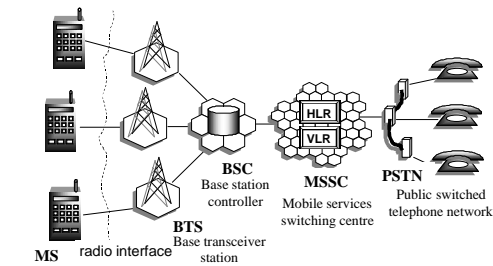 HLR
VLR
BSC
Base station
controller
MSSC
Mobile services
switching centre
PSTN
Public switched
telephone network
BTS
Base transceiver
station
MS
radio interface